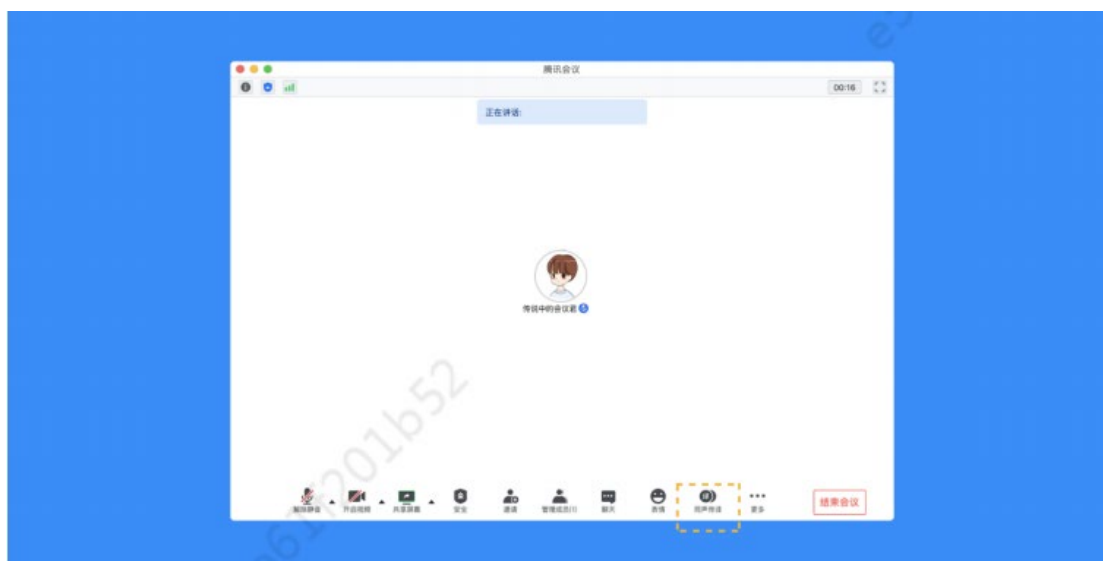 腾讯会议
00:16
正在讲话:
传说中的会议君
解除静音 开启视频 共享屏幕 安全 邀请 管理成员(1) 聊天 表情 同声传译 更多 结束会议
61f201b52